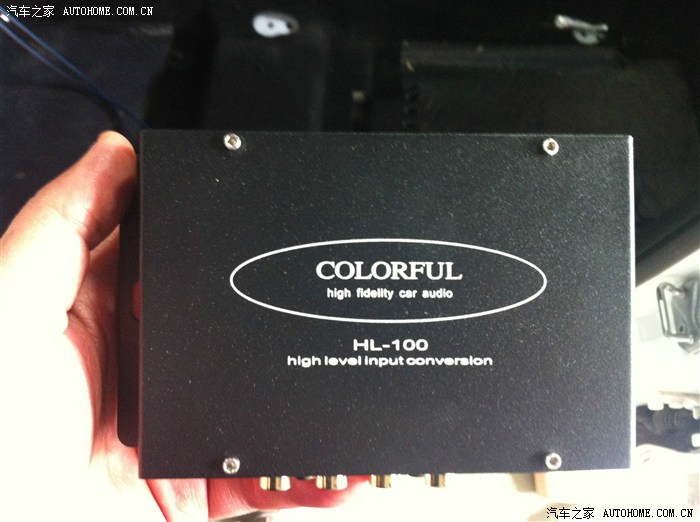 汽车之家 AUTOHOME.COM.CN
COLORFUL
high fidelity car audio
HL-100
high level input conversion
汽车之家 AUTOHOME.COM.CN